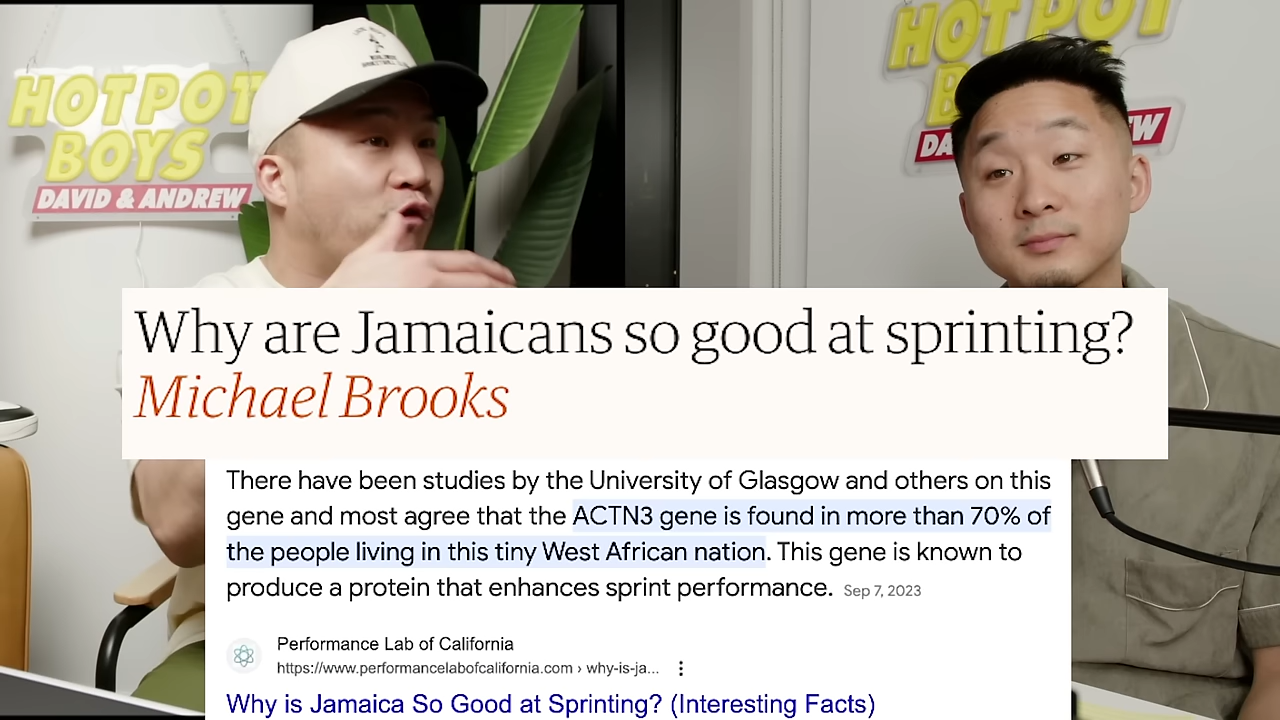 HOT POT
BOYS
DAVID & ANDREW
HOT POT
B
DA
EW
Why are Jamaicans so good at sprinting?
Michael Brooks
There have been studies by the University of Glasgow and others on this
gene and most agree that the ACTN3 gene is found in more than 70% of
the people living in this tiny West African nation. This gene is known to
produce a protein that enhances sprint performance. Sep 7, 2023
Performance Lab of California
https://www.performancelabofcalifornia.com › why-is-ja...
Why is Jamaica So Good at Sprinting? (Interesting Facts)